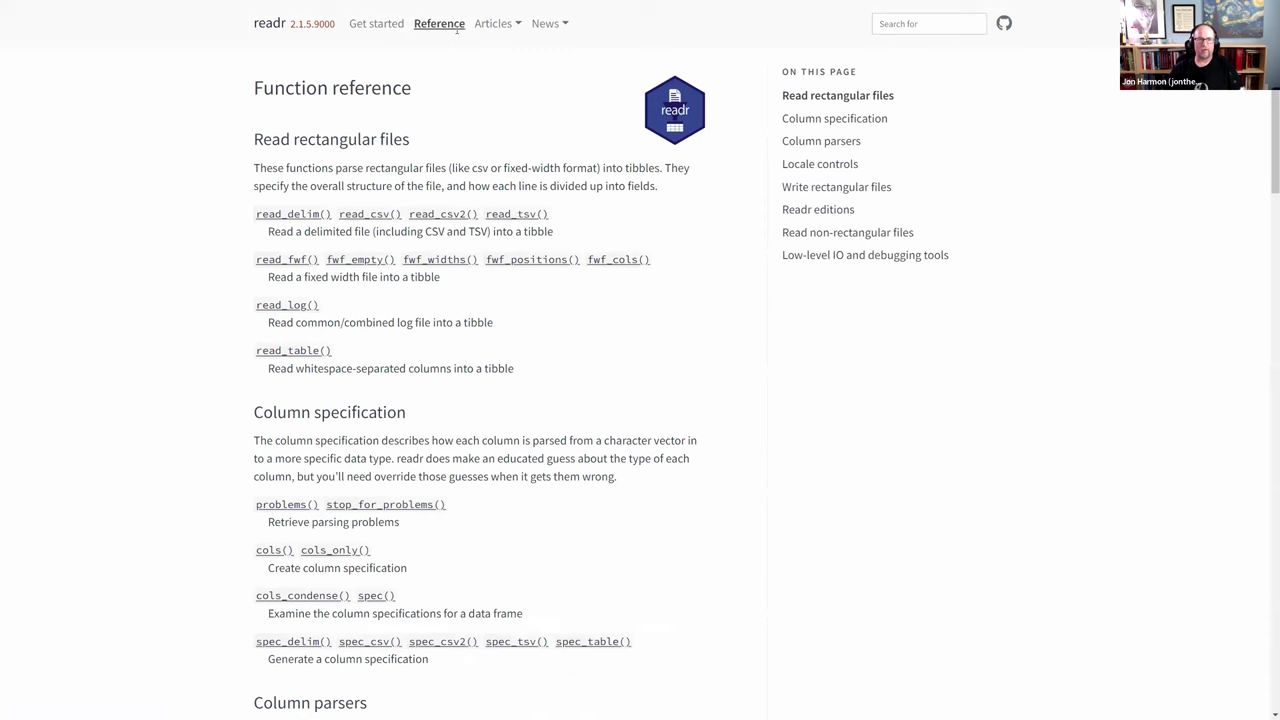 readr 2.1.5.9000 Get started Reference Articles News Search for
Jon Harmon (jonthe...
Function reference
readr
Read rectangular files
These functions parse rectangular files (like csv or fixed-width format) into tibbles. They
specify the overall structure of the file, and how each line is divided up into fields.
read_delim() read_csv() read_csv2() read_tsv()
Read a delimited file (including CSV and TSV) into a tibble
read_fwf() fwf_empty() fwf_widths() fwf_positions() fwf_cols()
Read a fixed width file into a tibble
read_log()
Read common/combined log file into a tibble
read_table()
Read whitespace-separated columns into a tibble
Column specification
The column specification describes how each column is parsed from a character vector in
to a more specific data type. readr does make an educated guess about the type of each
column, but you'll need override those guesses when it gets them wrong.
problems() stop_for_problems()
Retrieve parsing problems
cols() cols_only()
Create column specification
cols_condense() spec()
Examine the column specifications for a data frame
spec_delim() spec_csv() spec_csv2() spec_tsv() spec_table()
Generate a column specification
Column parsers
ON THIS PAGE
Read rectangular files
Column specification
Column parsers
Locale controls
Write rectangular files
Readr editions
Read non-rectangular files
Low-level IO and debugging tools